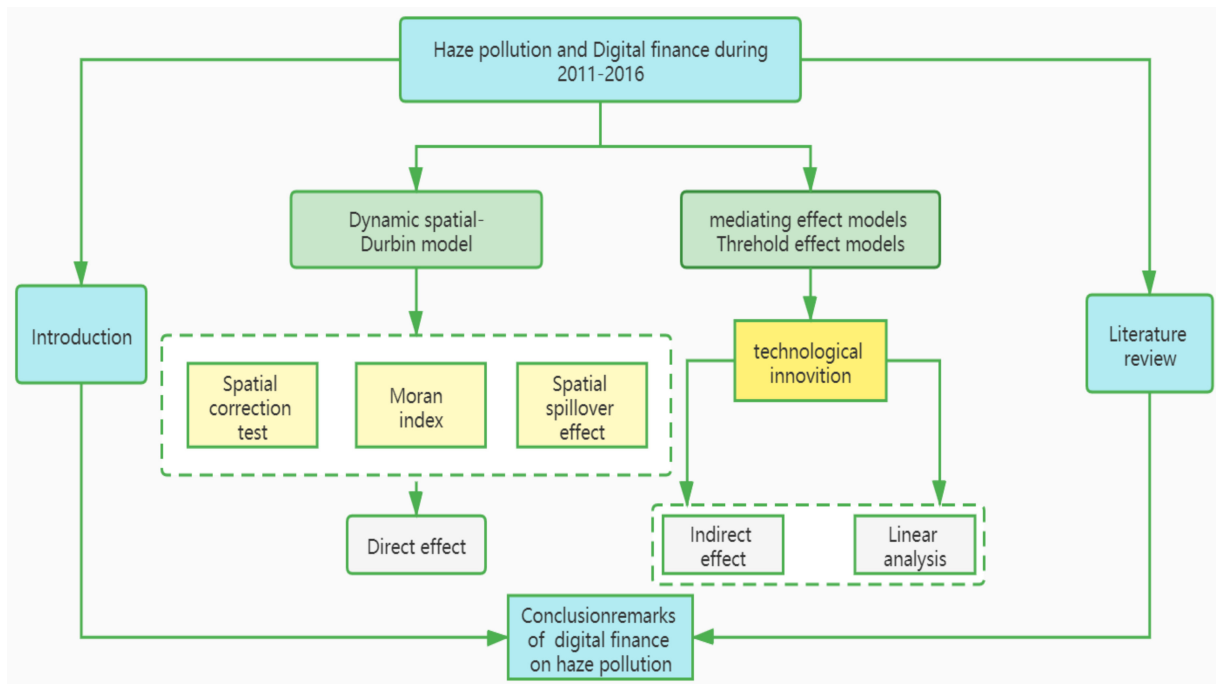 Haze pollution and Digital finance during
2011-2016
Dynamic spatial-
Durbin model
mediating effect models
Threhold effect models
Introduction
Literature
review
technological
innovition
Spatial
correction
test
Moran
index
Spatial
spillover
effect
Direct effect
Indirect
effect
Linear
analysis
Conclusionremarks
of digital finance
on haze pollution